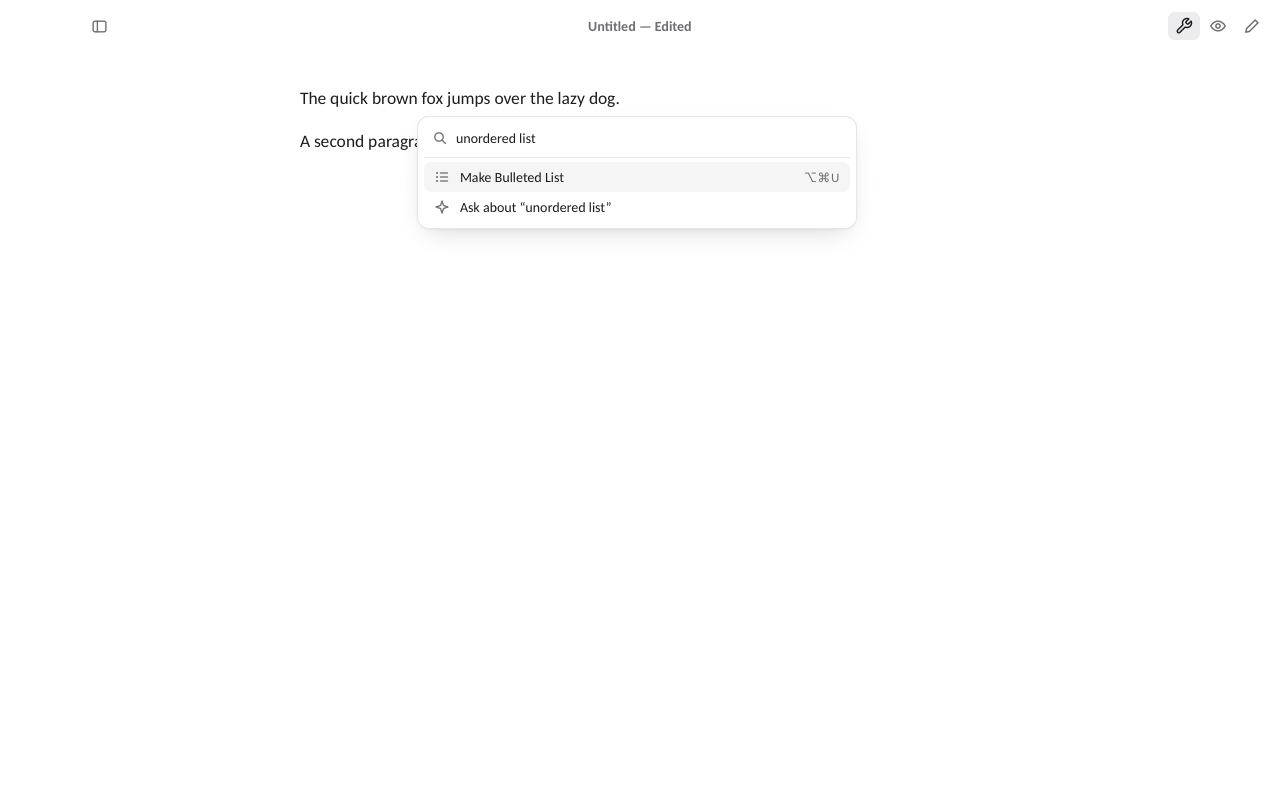 Untitled — Edited
The quick brown fox jumps over the lazy dog.
A second
unordered list
Make Bulleted List ⌥⌘U
Ask about “unordered list”